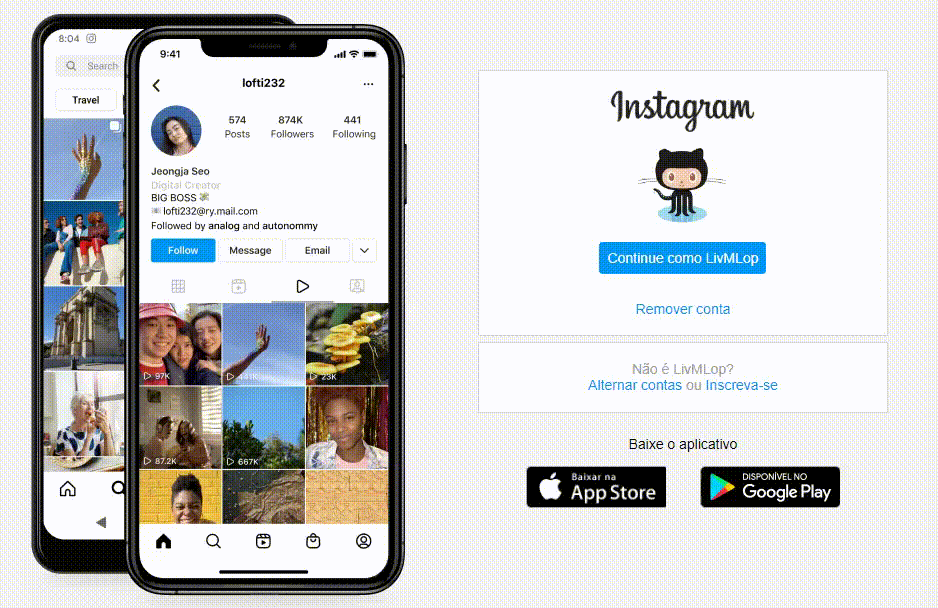 8:04
Search
Travel
9:41
lofti232
574
874K
441
Posts
Followers
Following
Jeongja Seo
Digital Creator
BIG BOSS
lofti232@ry.mail.com
Followed by analog and autonommy
Follow
Message
Email
97K
23K
87.2K
667K
Instagram
Continue como LivMLop
Remover conta
Não é LivMLop?
Alternar contas ou Inscreva-se
Baixe o aplicativo
Baixar na
App Store
DISPONÍVEL NO
Google Play